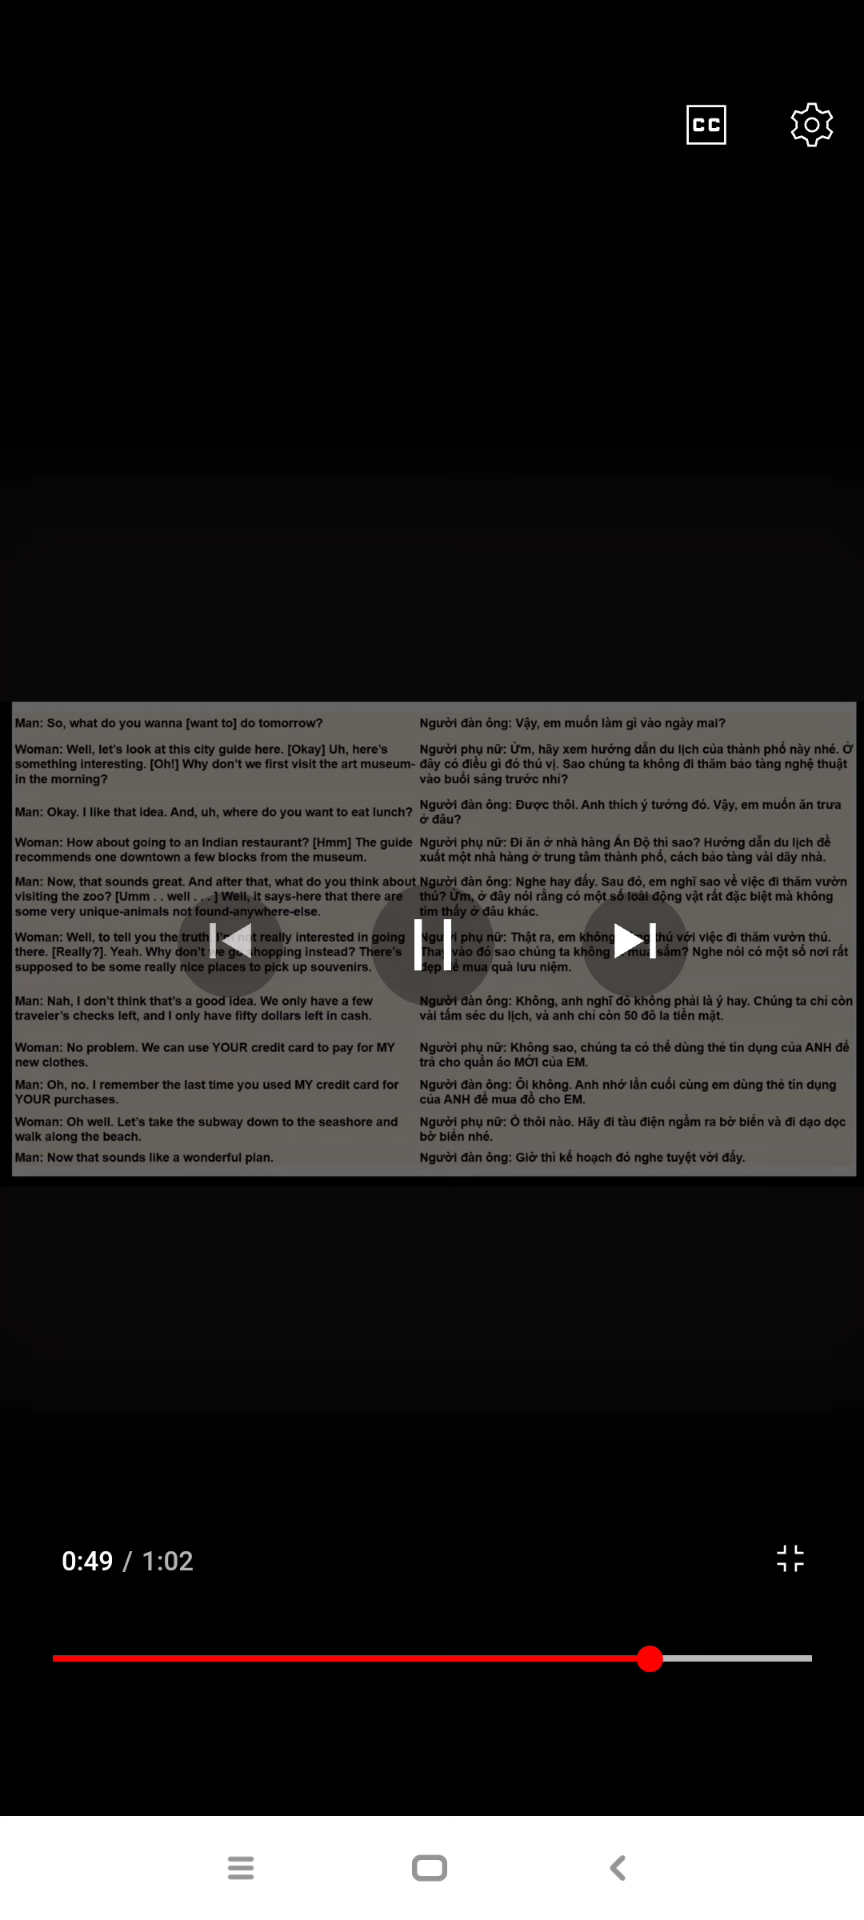 CC
Man: So, what do you wanna [want to] do tomorrow?
Woman: Well, let's look at this city guide here. [Okay] Uh, here's
something interesting. [Oh!] Why don't we first visit the art museum-
in the morning?
Man: Okay. I like that idea. And, uh, where do you want to eat lunch?
Woman: How about going to an Indian restaurant? [Hmm] The guide
recommends one downtown a few blocks from the museum.
Man: Now, that sounds great. And after that, what do you think about
visiting the zoo? [Umm . . well . . . ] Well, it says-here that there are
some very unique-animals not found-anywhere-else.
Woman: Well, to tell you the truth, I'm not really interested in going
there. [Really?]. Yeah. Why don't we go shopping instead? There's
supposed to be some really nice places to pick up souvenirs.
Man: Nah, I don't think that's a good idea. We only have a few
traveler's checks left, and I only have fifty dollars left in cash.
Woman: No problem. We can use YOUR credit card to pay for MY
new clothes.
Man: Oh, no. I remember the last time you used MY credit card for
YOUR purchases.
Woman: Oh well. Let's take the subway down to the seashore and
walk along the beach.
Man: Now that sounds like a wonderful plan.
Người đàn ông: Vậy, em muốn làm gì vào ngày mai?
Người phụ nữ: Ừm, hãy xem hướng dẫn du lịch của thành phố này nhé. Ở
đây có điều gì đó thú vị. Sao chúng ta không đi thăm bảo tàng nghệ thuật
vào buổi sáng trước nhỉ?
Người đàn ông: Được thôi. Anh thích ý tưởng đó. Vậy, em muốn ăn trưa
ở đâu?
Người phụ nữ: Đi ăn ở nhà hàng Ấn Độ thì sao? Hướng dẫn du lịch đề
xuất một nhà hàng ở trung tâm thành phố, cách bảo tàng vài dãy nhà.
Người đàn ông: Nghe hay đấy. Sau đó, em nghĩ sao về việc đi thăm vườn
thú? Ừm, ở đây nói rằng có một số loài động vật rất đặc biệt mà không
tìm thấy ở đâu khác.
Người phụ nữ: Thật ra, em không hứng thú với việc đi thăm vườn thú.
Thay vào đó sao chúng ta không đi mua sắm? Nghe nói có một số nơi rất
đẹp để mua quà lưu niệm.
Người đàn ông: Không, anh nghĩ đó không phải là ý hay. Chúng ta chỉ còn
vài tấm séc du lịch, và anh chỉ còn 50 đô la tiền mặt.
Người phụ nữ: Không sao, chúng ta có thể dùng thẻ tín dụng của ANH để
trả cho quần áo MỚI của EM.
Người đàn ông: Ôi không. Anh nhớ lần cuối cùng em dùng thẻ tín dụng
của ANH để mua đồ cho EM.
Người phụ nữ: Ồ thôi nào. Hãy đi tàu điện ngầm ra bờ biển và đi dạo dọc
bờ biển nhé.
Người đàn ông: Giờ thì kế hoạch đó nghe tuyệt vời đấy.
0:49 / 1:02